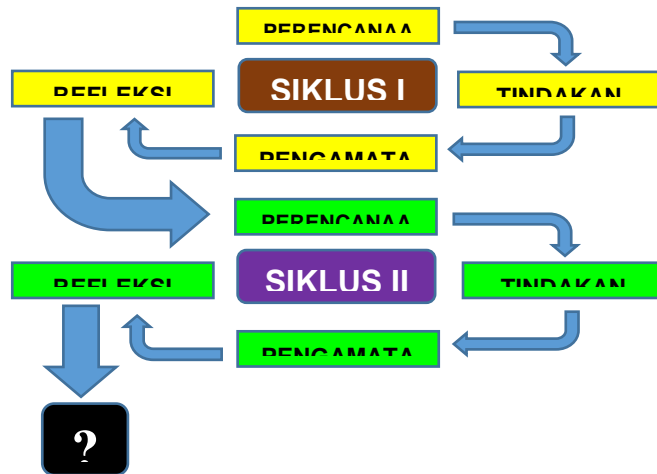 PERENCANAA
REFLEKSI
SIKLUS I
TINDAKAN
PENGAMATA
PERENCANAA
REFLEKSI
SIKLUS II
TINDAKAN
PENGAMATA
?